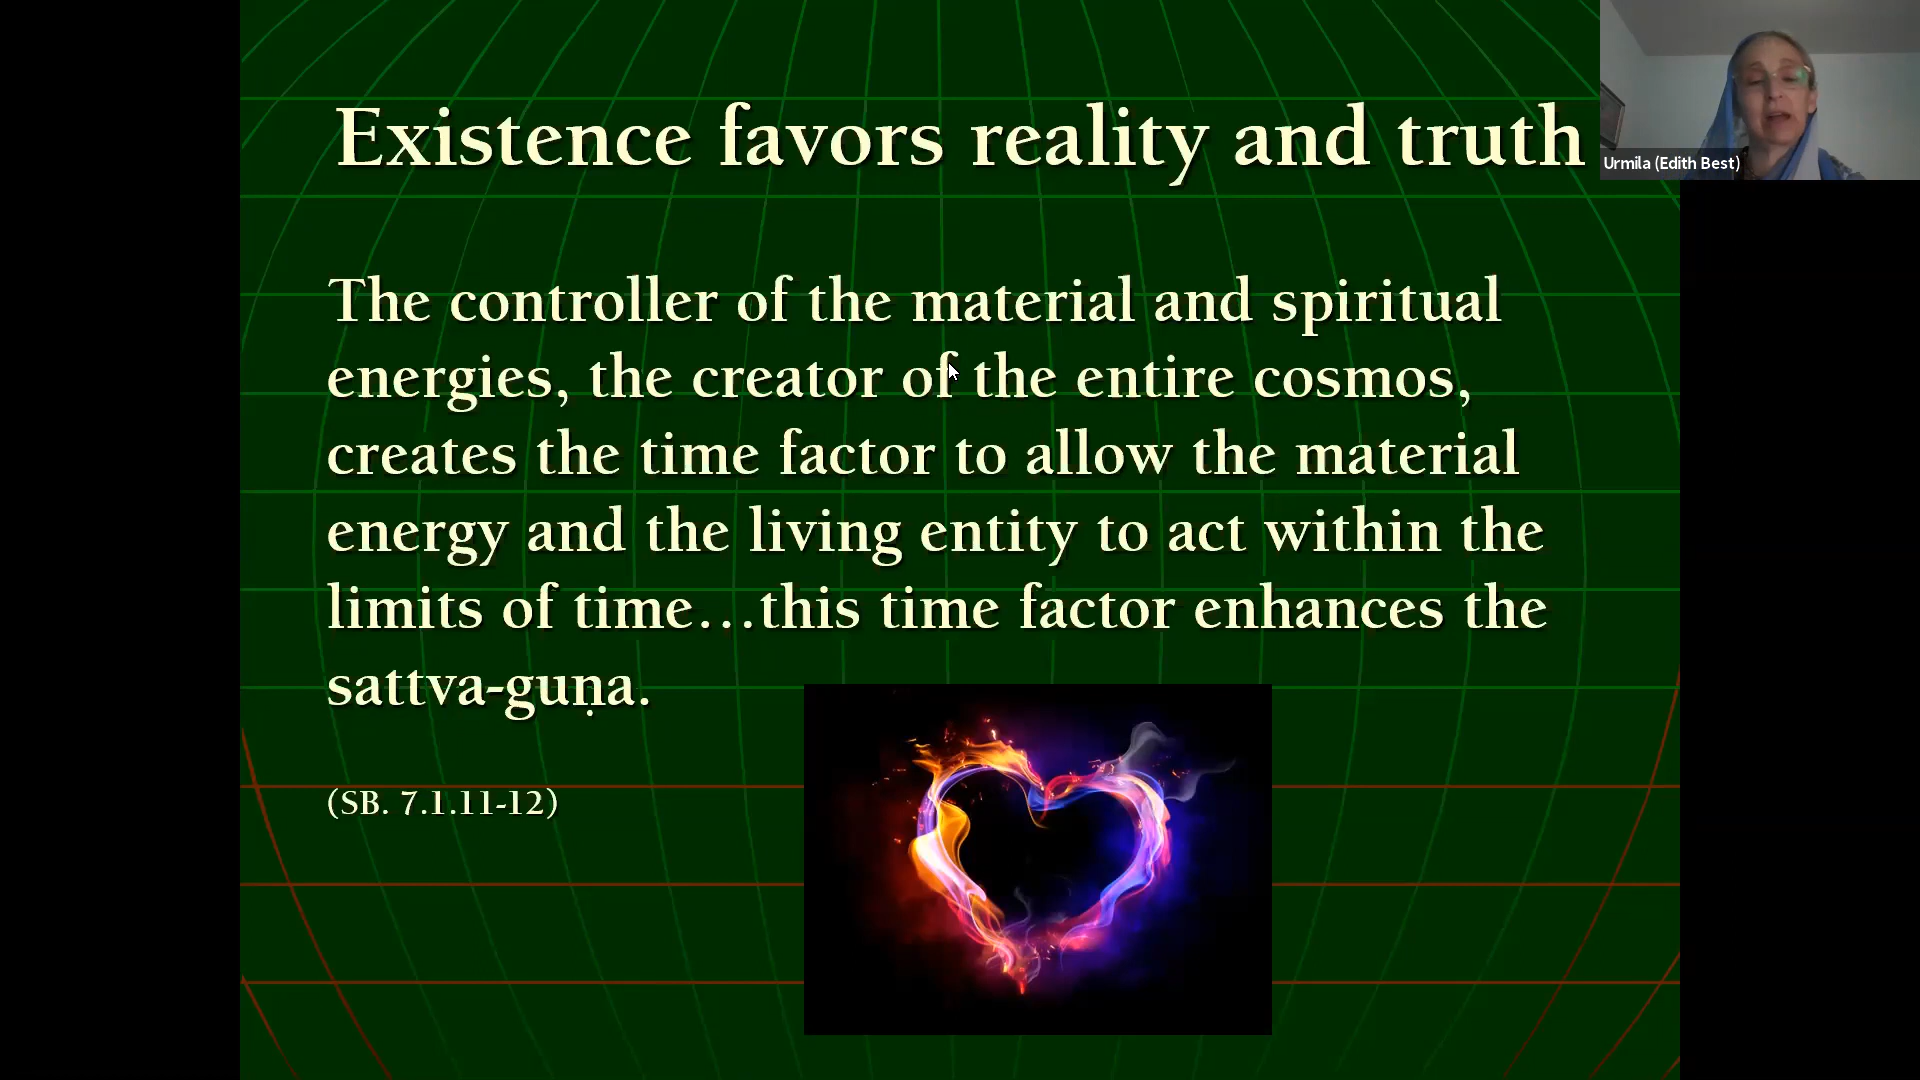 Existence favors reality and truth
Urmila (Edith Best)
The controller of the material and spiritual
energies, the creator of the entire cosmos,
creates the time factor to allow the material
energy and the living entity to act within the
limits of time…this time factor enhances the
sattva-guṇa.
(SB. 7.1.11-12)